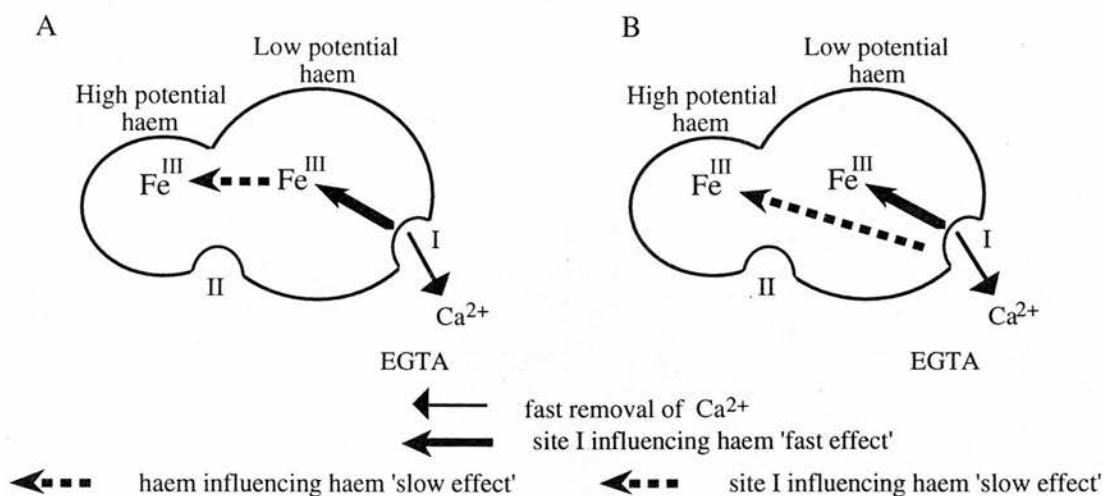 A
Low potential
haem
High potential
haem
Fe^III
Fe^III
I
II
Ca2+
EGTA
B
Low potential
haem
High potential
haem
Fe^III
Fe^III
I
II
Ca2+
EGTA
fast removal of Ca2+
site I influencing haem 'fast effect'
haem influencing haem 'slow effect'
site I influencing haem 'slow effect'